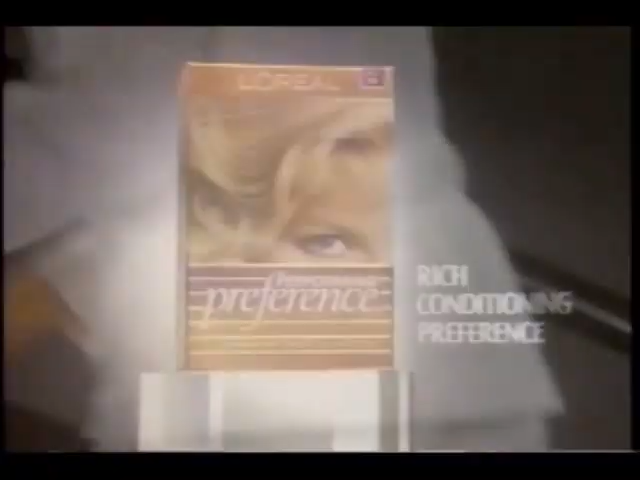 L'ORÉAL
preference
RICH
CONDITIONING
PREFERENCE